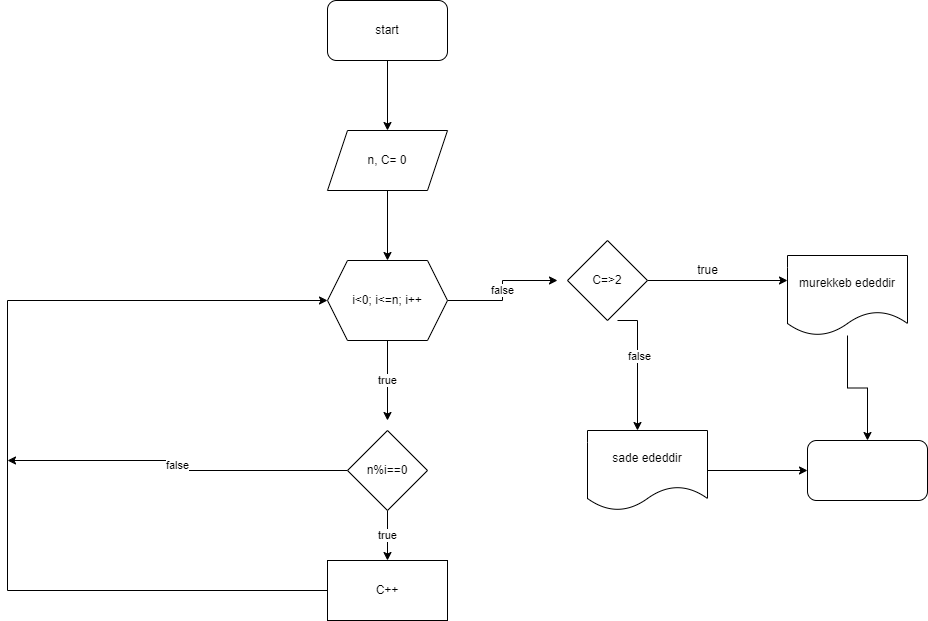 start
n, C= 0
i<0; i<=n; i++
false
C=>2
true
murekkeb ededdir
true
false
n%i==0
false
sade ededdir
true
C++